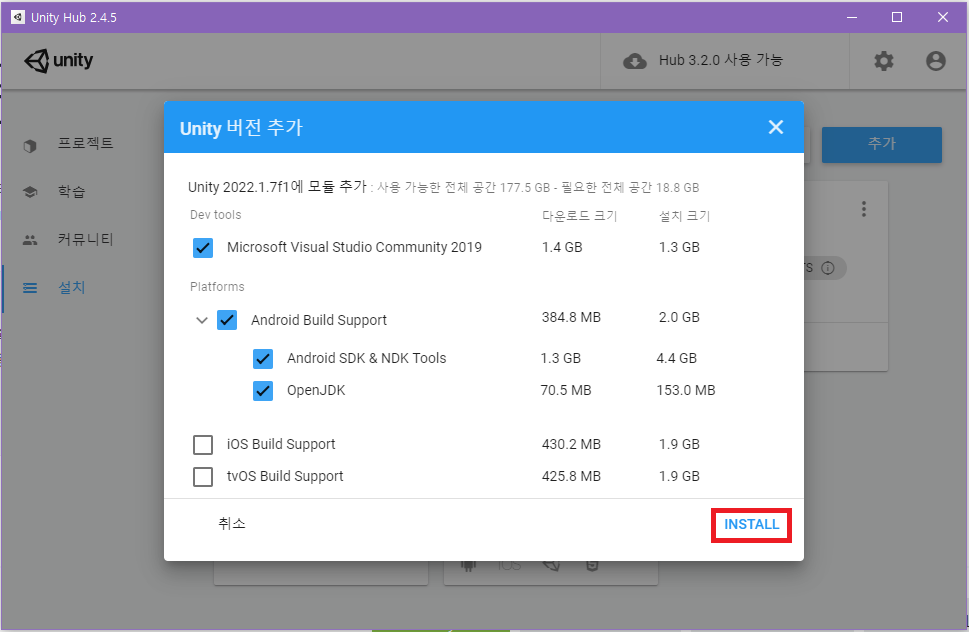 Unity Hub 2.4.5
unity
Hub 3.2.0 사용 가능
프로젝트
학습
커뮤니티
설치
추가
Unity 버전 추가
Unity 2022.1.7f1에 모듈 추가 : 사용 가능한 전체 공간 177.5 GB - 필요한 전체 공간 18.8 GB
Dev tools 다운로드 크기 설치 크기
Microsoft Visual Studio Community 2019 1.4 GB 1.3 GB
Platforms
Android Build Support 384.8 MB 2.0 GB
Android SDK & NDK Tools 1.3 GB 4.4 GB
OpenJDK 70.5 MB 153.0 MB
iOS Build Support 430.2 MB 1.9 GB
tvOS Build Support 425.8 MB 1.9 GB
취소 INSTALL
iOS